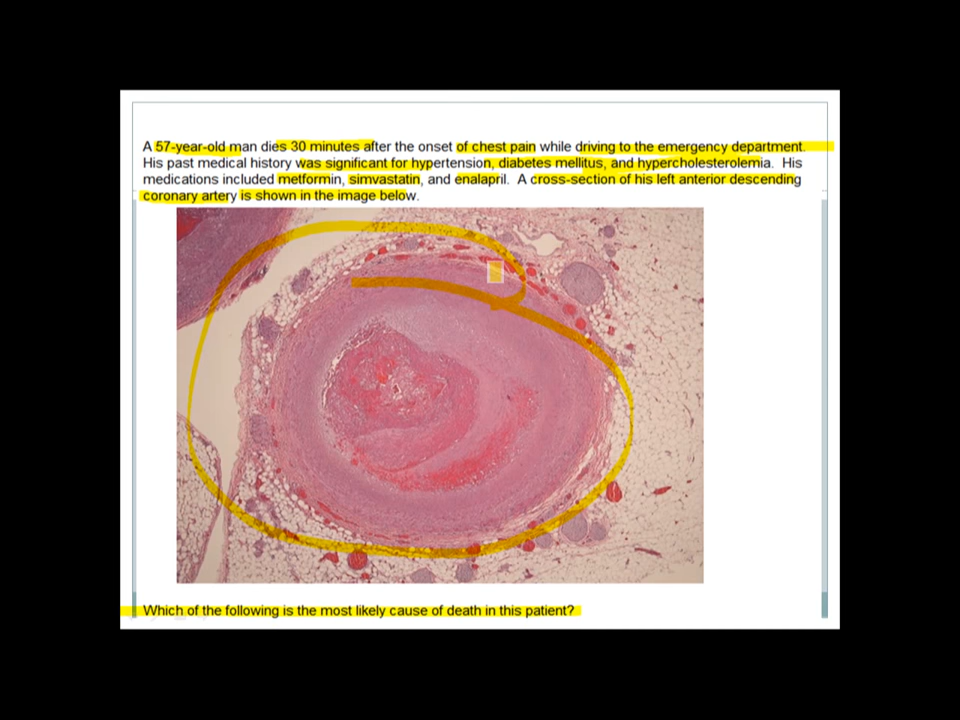 A 57-year-old man dies 30 minutes after the onset of chest pain while driving to the emergency department.
His past medical history was significant for hypertension, diabetes mellitus, and hypercholesterolemia.  His
medications included metformin, simvastatin, and enalapril.  A cross-section of his left anterior descending
coronary artery is shown in the image below.
Which of the following is the most likely cause of death in this patient?